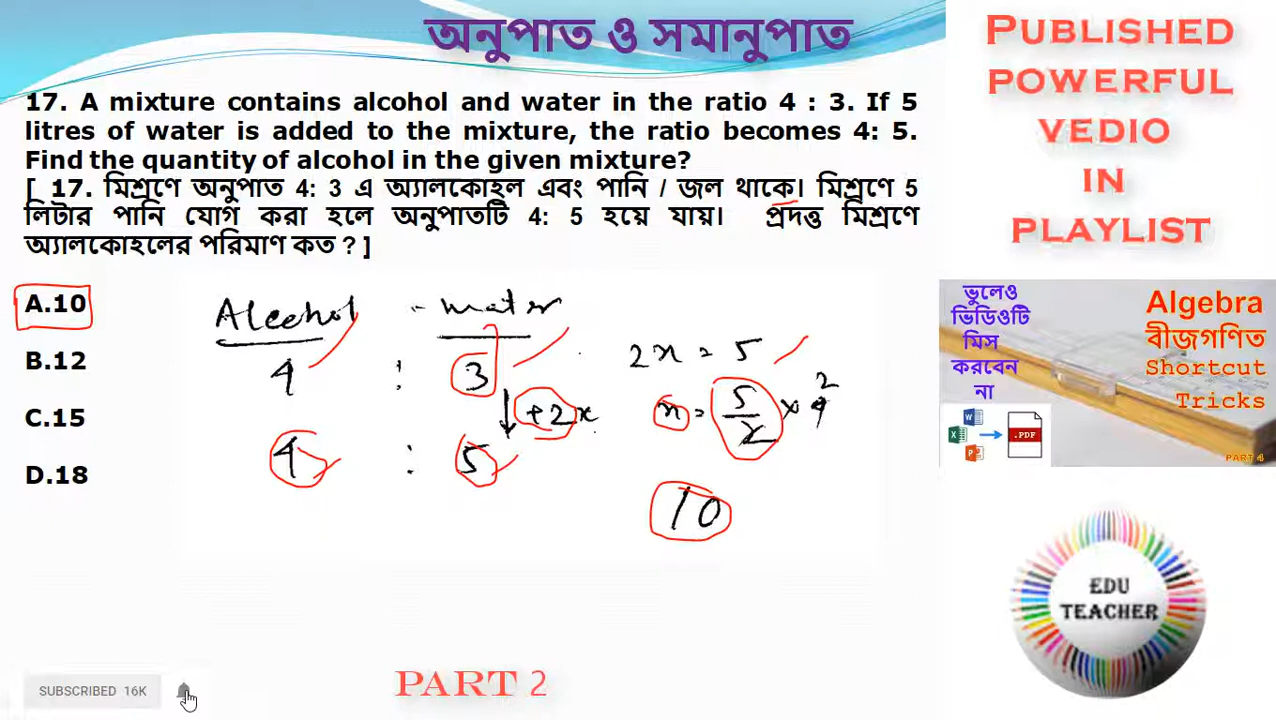 অনুপাত ও সমানুপাত
17. A mixture contains alcohol and water in the ratio 4 : 3. If 5
litres of water is added to the mixture, the ratio becomes 4: 5.
Find the quantity of alcohol in the given mixture?
[ 17. মিশ্রণে অনুপাত 4: 3 এ অ্যালকোহল এবং পানি / জল থাকে। মিশ্রণে 5
লিটার পানি যোগ করা হলে অনুপাতটি 4: 5 হয়ে যায়। প্রদত্ত মিশ্রণে
অ্যালকোহলের পরিমাণ কত ? ]
A.10
B.12
C.15
D.18
Alcohol : water
4 : 3
+2x
4 : 5
2x = 5
x = 5/2 × 4 2
10
PUBLISHED
POWERFUL
VEDIO
IN
PLAYLIST
ভুলেও
ভিডিওটি
মিস
করবেন
না
Algebra
বীজগণিত
Shortcut
Tricks
.PDF
PART 4
EDU
TEACHER
SUBSCRIBED 16K
PART 2